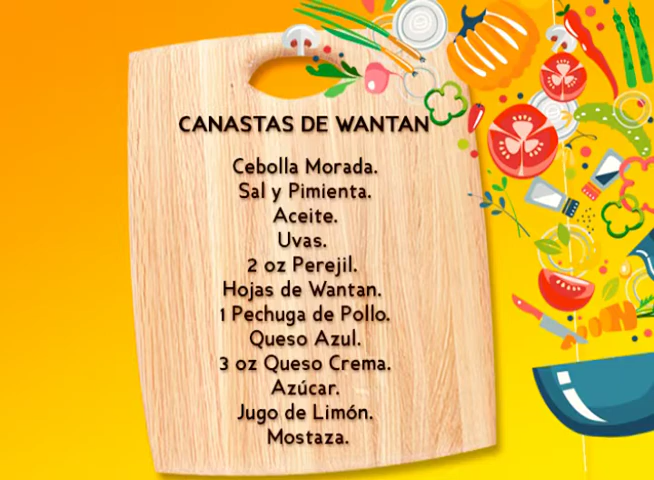 CANASTAS DE WANTAN
Cebolla Morada.
Sal y Pimienta.
Aceite.
Uvas.
2 oz Perejil.
Hojas de Wantan.
1 Pechuga de Pollo.
Queso Azul.
3 oz Queso Crema.
Azúcar.
Jugo de Limón.
Mostaza.